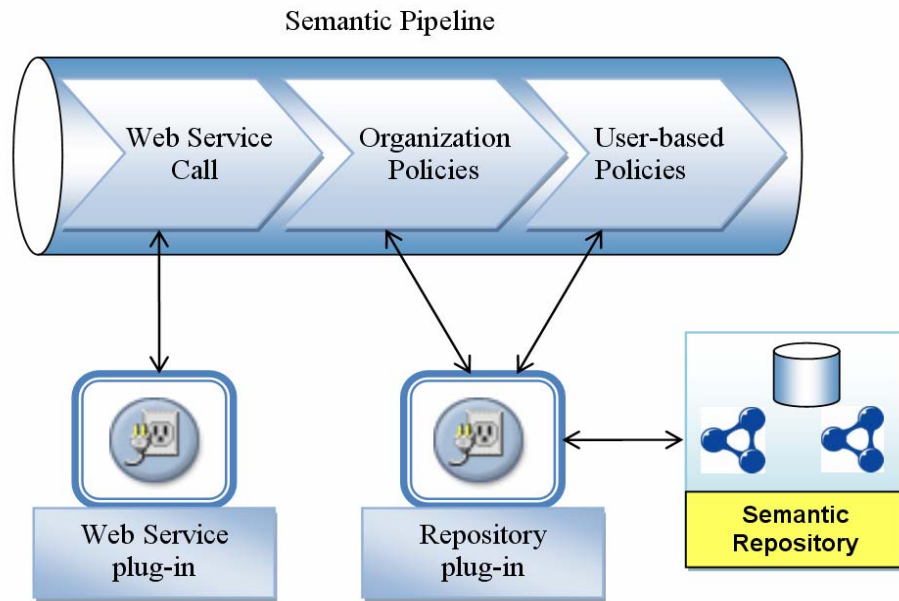 Semantic Pipeline
Web Service
Call
Organization
Policies
User-based
Policies
Web Service
plug-in
Repository
plug-in
Semantic
Repository